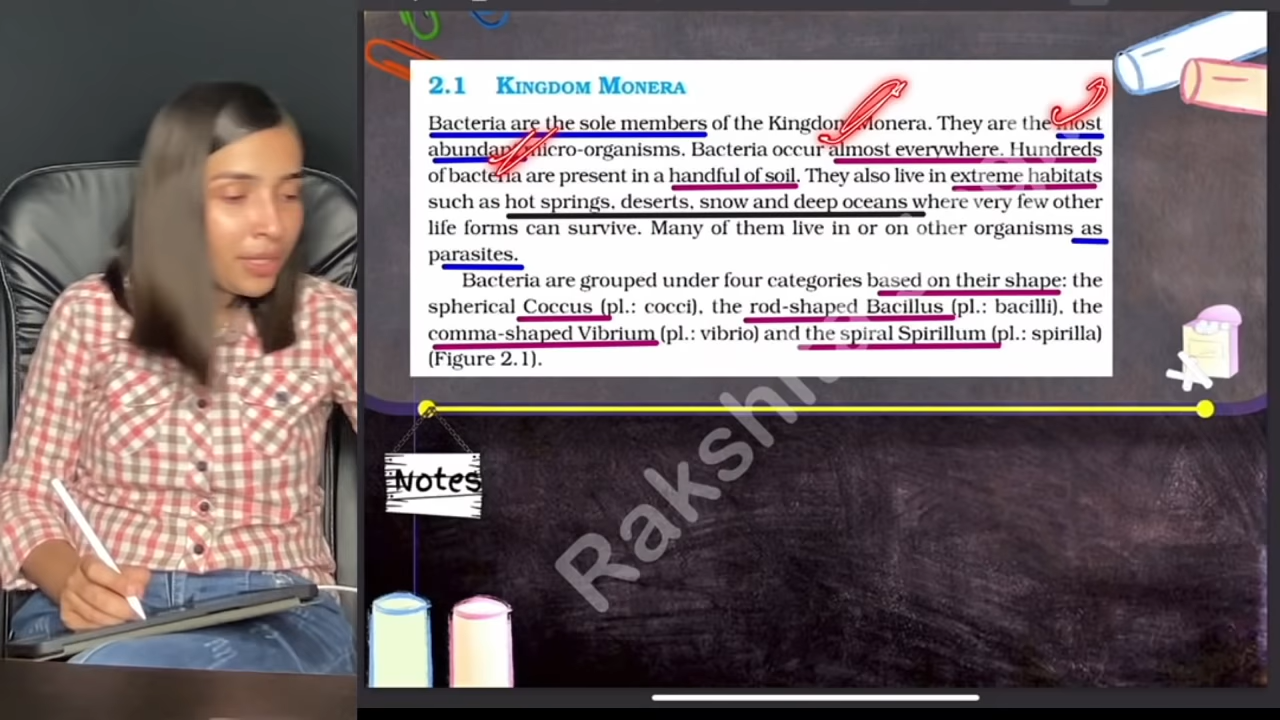 2.1 KINGDOM MONERA
Bacteria are the sole members of the Kingdom Monera. They are the most
abundant micro-organisms. Bacteria occur almost everywhere. Hundreds
of bacteria are present in a handful of soil. They also live in extreme habitats
such as hot springs, deserts, snow and deep oceans where very few other
life forms can survive. Many of them live in or on other organisms as
parasites.
Bacteria are grouped under four categories based on their shape: the
spherical Coccus (pl.: cocci), the rod-shaped Bacillus (pl.: bacilli), the
comma-shaped Vibrium (pl.: vibrio) and the spiral Spirillum (pl.: spirilla)
(Figure 2.1).
Notes